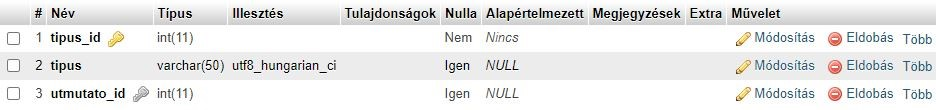 # Név Típus Illesztés Tulajdonságok Nulla Alapértelmezett Megjegyzések Extra Művelet
1 tipus_id int(11) Nem Nincs Módosítás Eldobás Több
2 tipus varchar(50) utf8_hungarian_ci Igen NULL Módosítás Eldobás Több
3 utmutato_id int(11) Igen NULL Módosítás Eldobás Több